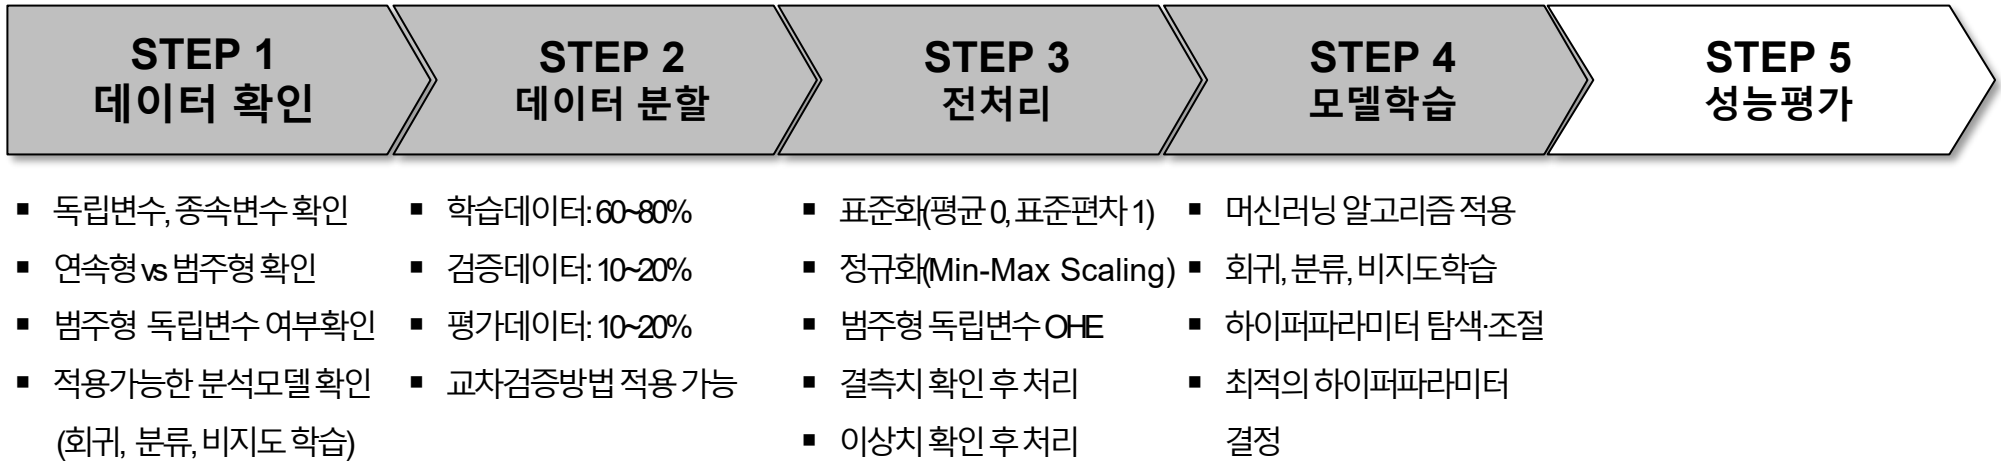 STEP 1
데이터 확인
STEP 2
데이터 분할
STEP 3
전처리
STEP 4
모델학습
STEP 5
성능평가
▪ 독립변수, 종속변수 확인
▪ 연속형 vs 범주형 확인
▪ 범주형 독립변수 여부확인
▪ 적용가능한 분석모델 확인
(회귀, 분류, 비지도 학습)
▪ 학습데이터: 60~80%
▪ 검증데이터: 10~20%
▪ 평가데이터: 10~20%
▪ 교차검증방법 적용 가능
▪ 표준화(평균 0, 표준편차 1)
▪ 정규화(Min-Max Scaling)
▪ 범주형 독립변수 OHE
▪ 결측치 확인 후 처리
▪ 이상치 확인 후 처리
▪ 머신러닝 알고리즘 적용
▪ 회귀, 분류, 비지도학습
▪ 하이퍼파라미터 탐색·조절
▪ 최적의 하이퍼파라미터
결정